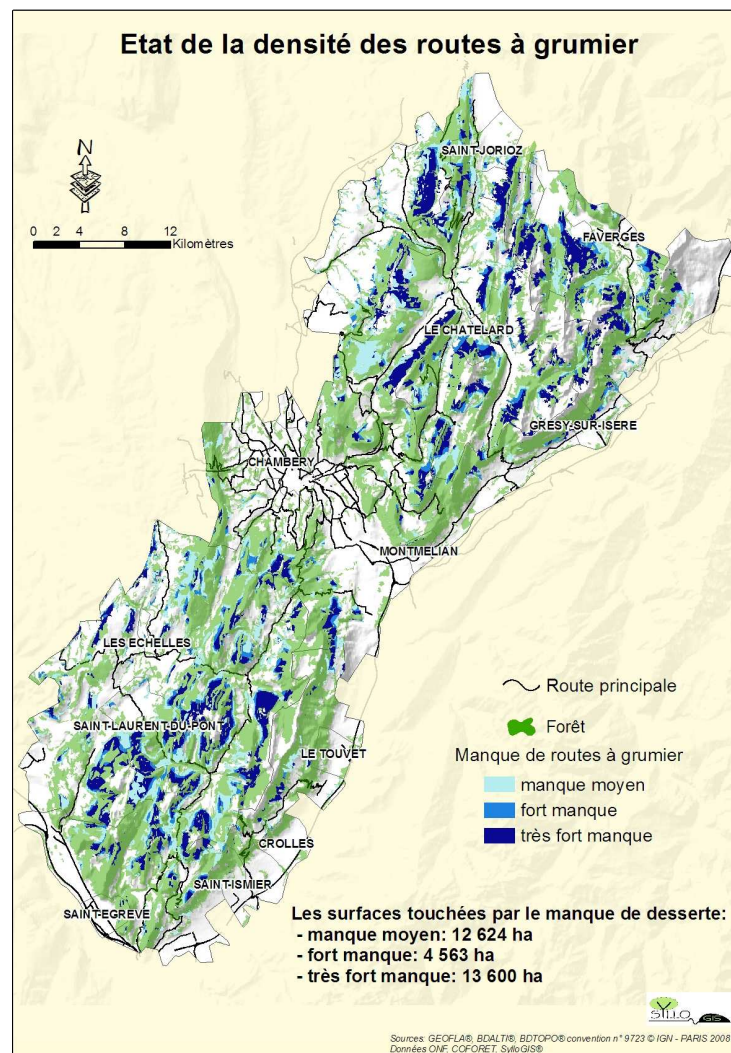 Etat de la densité des routes à grumier
N
0 2 4 8 12
Kilomètres
SAINT-JORIOZ
FAVERGES
LE CHATELARD
GRESY-SUR-ISERE
CHAMBERY
MONTMELIAN
LES ECHELLES
SAINT-LAURENT-DU-PONT
LE TOUVET
CROLLES
SAINT-ISMIER
SAINT-EGREVE
Route principale
Forêt
Manque de routes à grumier
manque moyen
fort manque
très fort manque
Les surfaces touchées par le manque de desserte:
- manque moyen: 12 624 ha
- fort manque: 4 563 ha
- très fort manque: 13 600 ha
SYLLO GIS
Sources: GEOFLA®, BDALTI®, BDTOPO® convention n° 9723 © IGN - PARIS 2008
Données ONF, COFORET, SylloGIS®